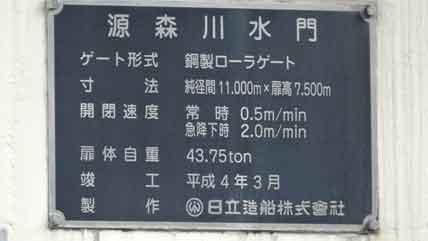 源森川水門
ゲート形式 鋼製ローラゲート
寸法 純径間11.000m×扉高7.500m
開閉速度 常時 0.5m/min
急降下時 2.0m/min
扉体自重 43.75ton
竣工 平成4年3月
製作 日立造船株式會社